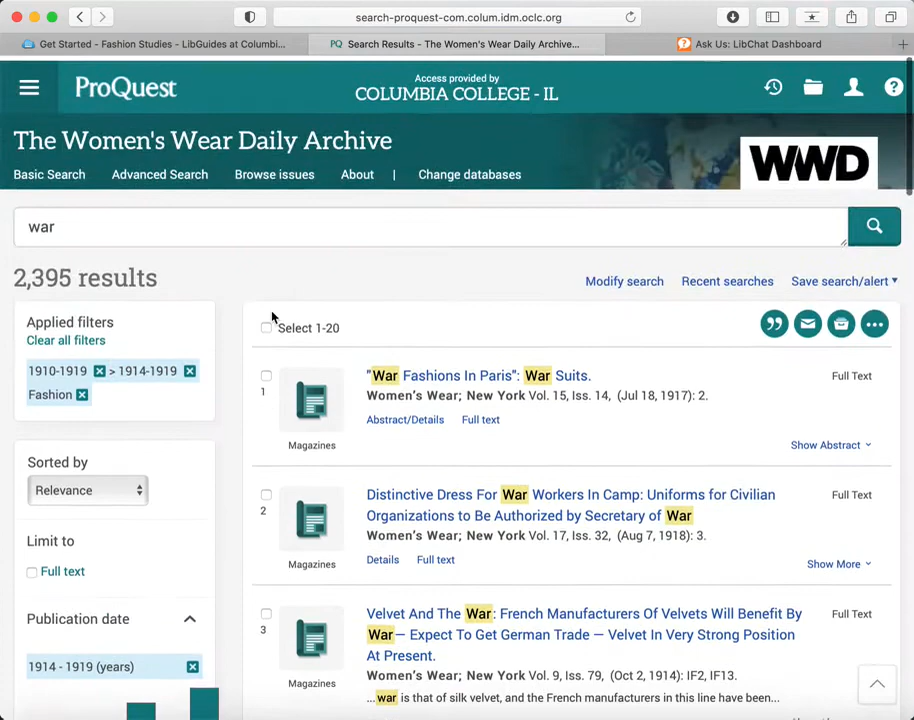 search-proquest-com.colum.idm.oclc.org
Get Started - Fashion Studies - LibGuides at Columbi...
PQ Search Results - The Women's Wear Daily Archive...
? Ask Us: LibChat Dashboard
ProQuest
Access provided by
COLUMBIA COLLEGE - IL
?
The Women's Wear Daily Archive
WWD
Basic Search Advanced Search Browse issues About | Change databases
war
2,395 results
Modify search Recent searches Save search/alert
Applied filters
Clear all filters
1910-1919 > 1914-1919
Fashion
Select 1-20
1
"War Fashions In Paris": War Suits.
Full Text
Women's Wear; New York Vol. 15, Iss. 14, (Jul 18, 1917): 2.
Abstract/Details Full text
Magazines
Show Abstract
Sorted by
Relevance
Limit to
Full text
2
Distinctive Dress For War Workers In Camp: Uniforms for Civilian
Organizations to Be Authorized by Secretary of War
Full Text
Women's Wear; New York Vol. 17, Iss. 32, (Aug 7, 1918): 3.
Details Full text
Magazines
Show More
Publication date
1914 - 1919 (years)
3
Velvet And The War: French Manufacturers Of Velvets Will Benefit By
War— Expect To Get German Trade — Velvet In Very Strong Position
At Present.
Full Text
Women's Wear; New York Vol. 9, Iss. 79, (Oct 2, 1914): IF2, IF13.
Magazines
...war is that of silk velvet, and the French manufacturers in this line have been...